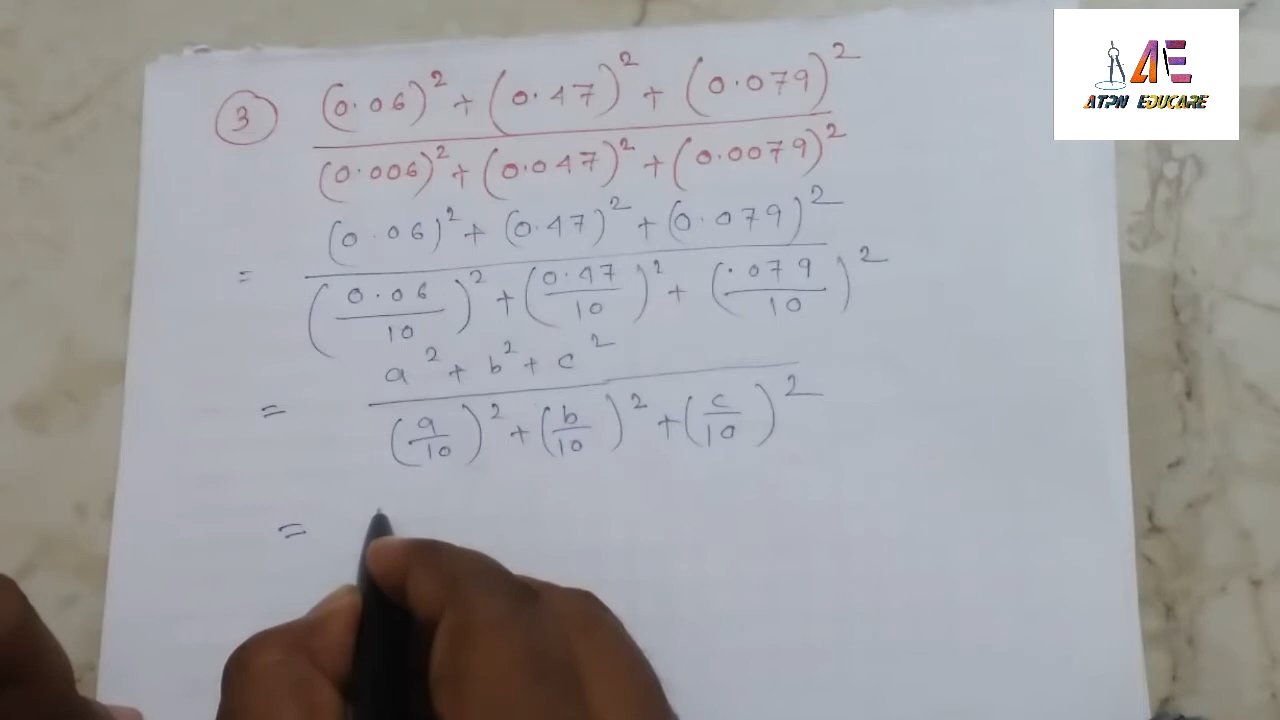 AE
ATPN EDUCARE
③ (0.06)² + (0.47)² + (0.079)²
(0.006)² + (0.047)² + (0.0079)²
(0.06)² + (0.47)² + (0.079)²
=
(0.06/10)² + (0.47/10)² + (.079/10)²
a² + b² + c²
=
(a/10)² + (b/10)² + (c/10)²
=